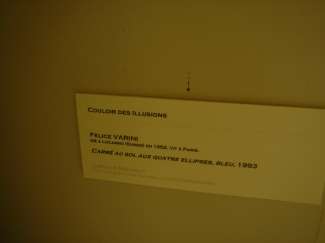 Couloir des Illusions
Felice VARINI
Né à Locarno (Suisse) en 1952. Vit à Paris.
Carré au sol aux quatre ellipses, bleu, 1993